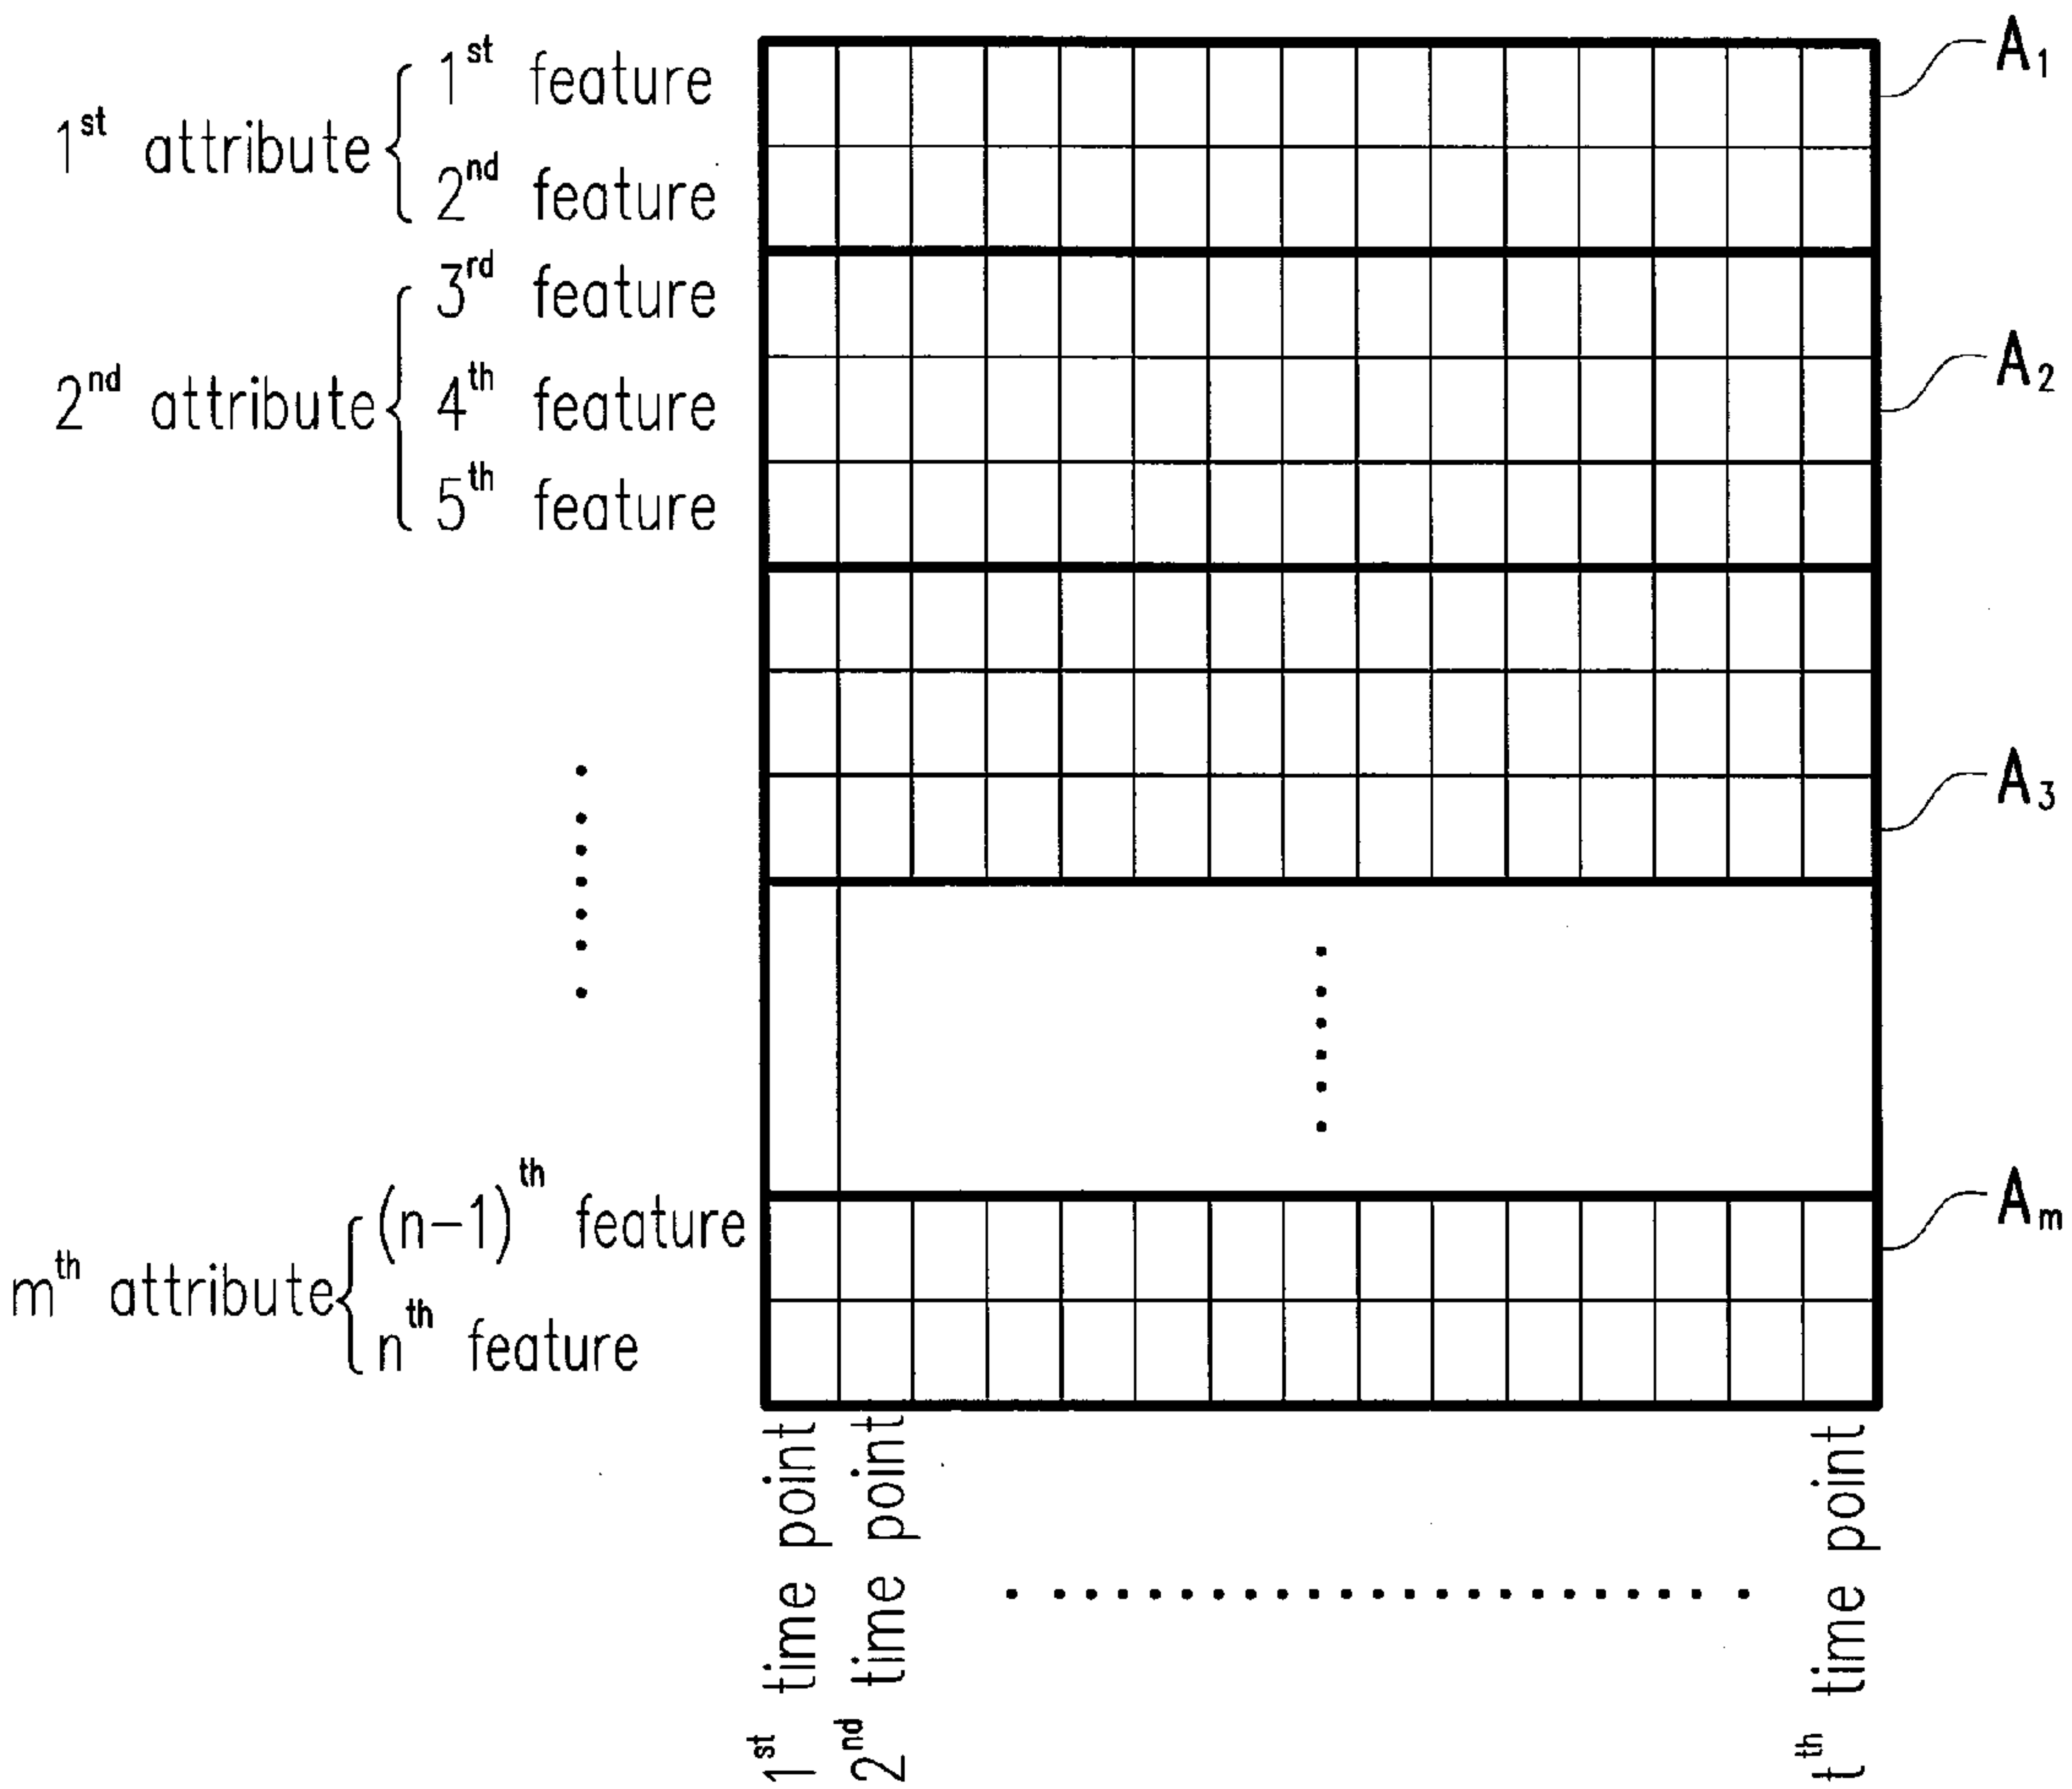 1st attribute
1st feature
2nd feature
A1
2nd attribute
3rd feature
4th feature
5th feature
A2
A3
mth attribute
(n-1)th feature
nth feature
Am
1st time point
2nd time point
tth time point